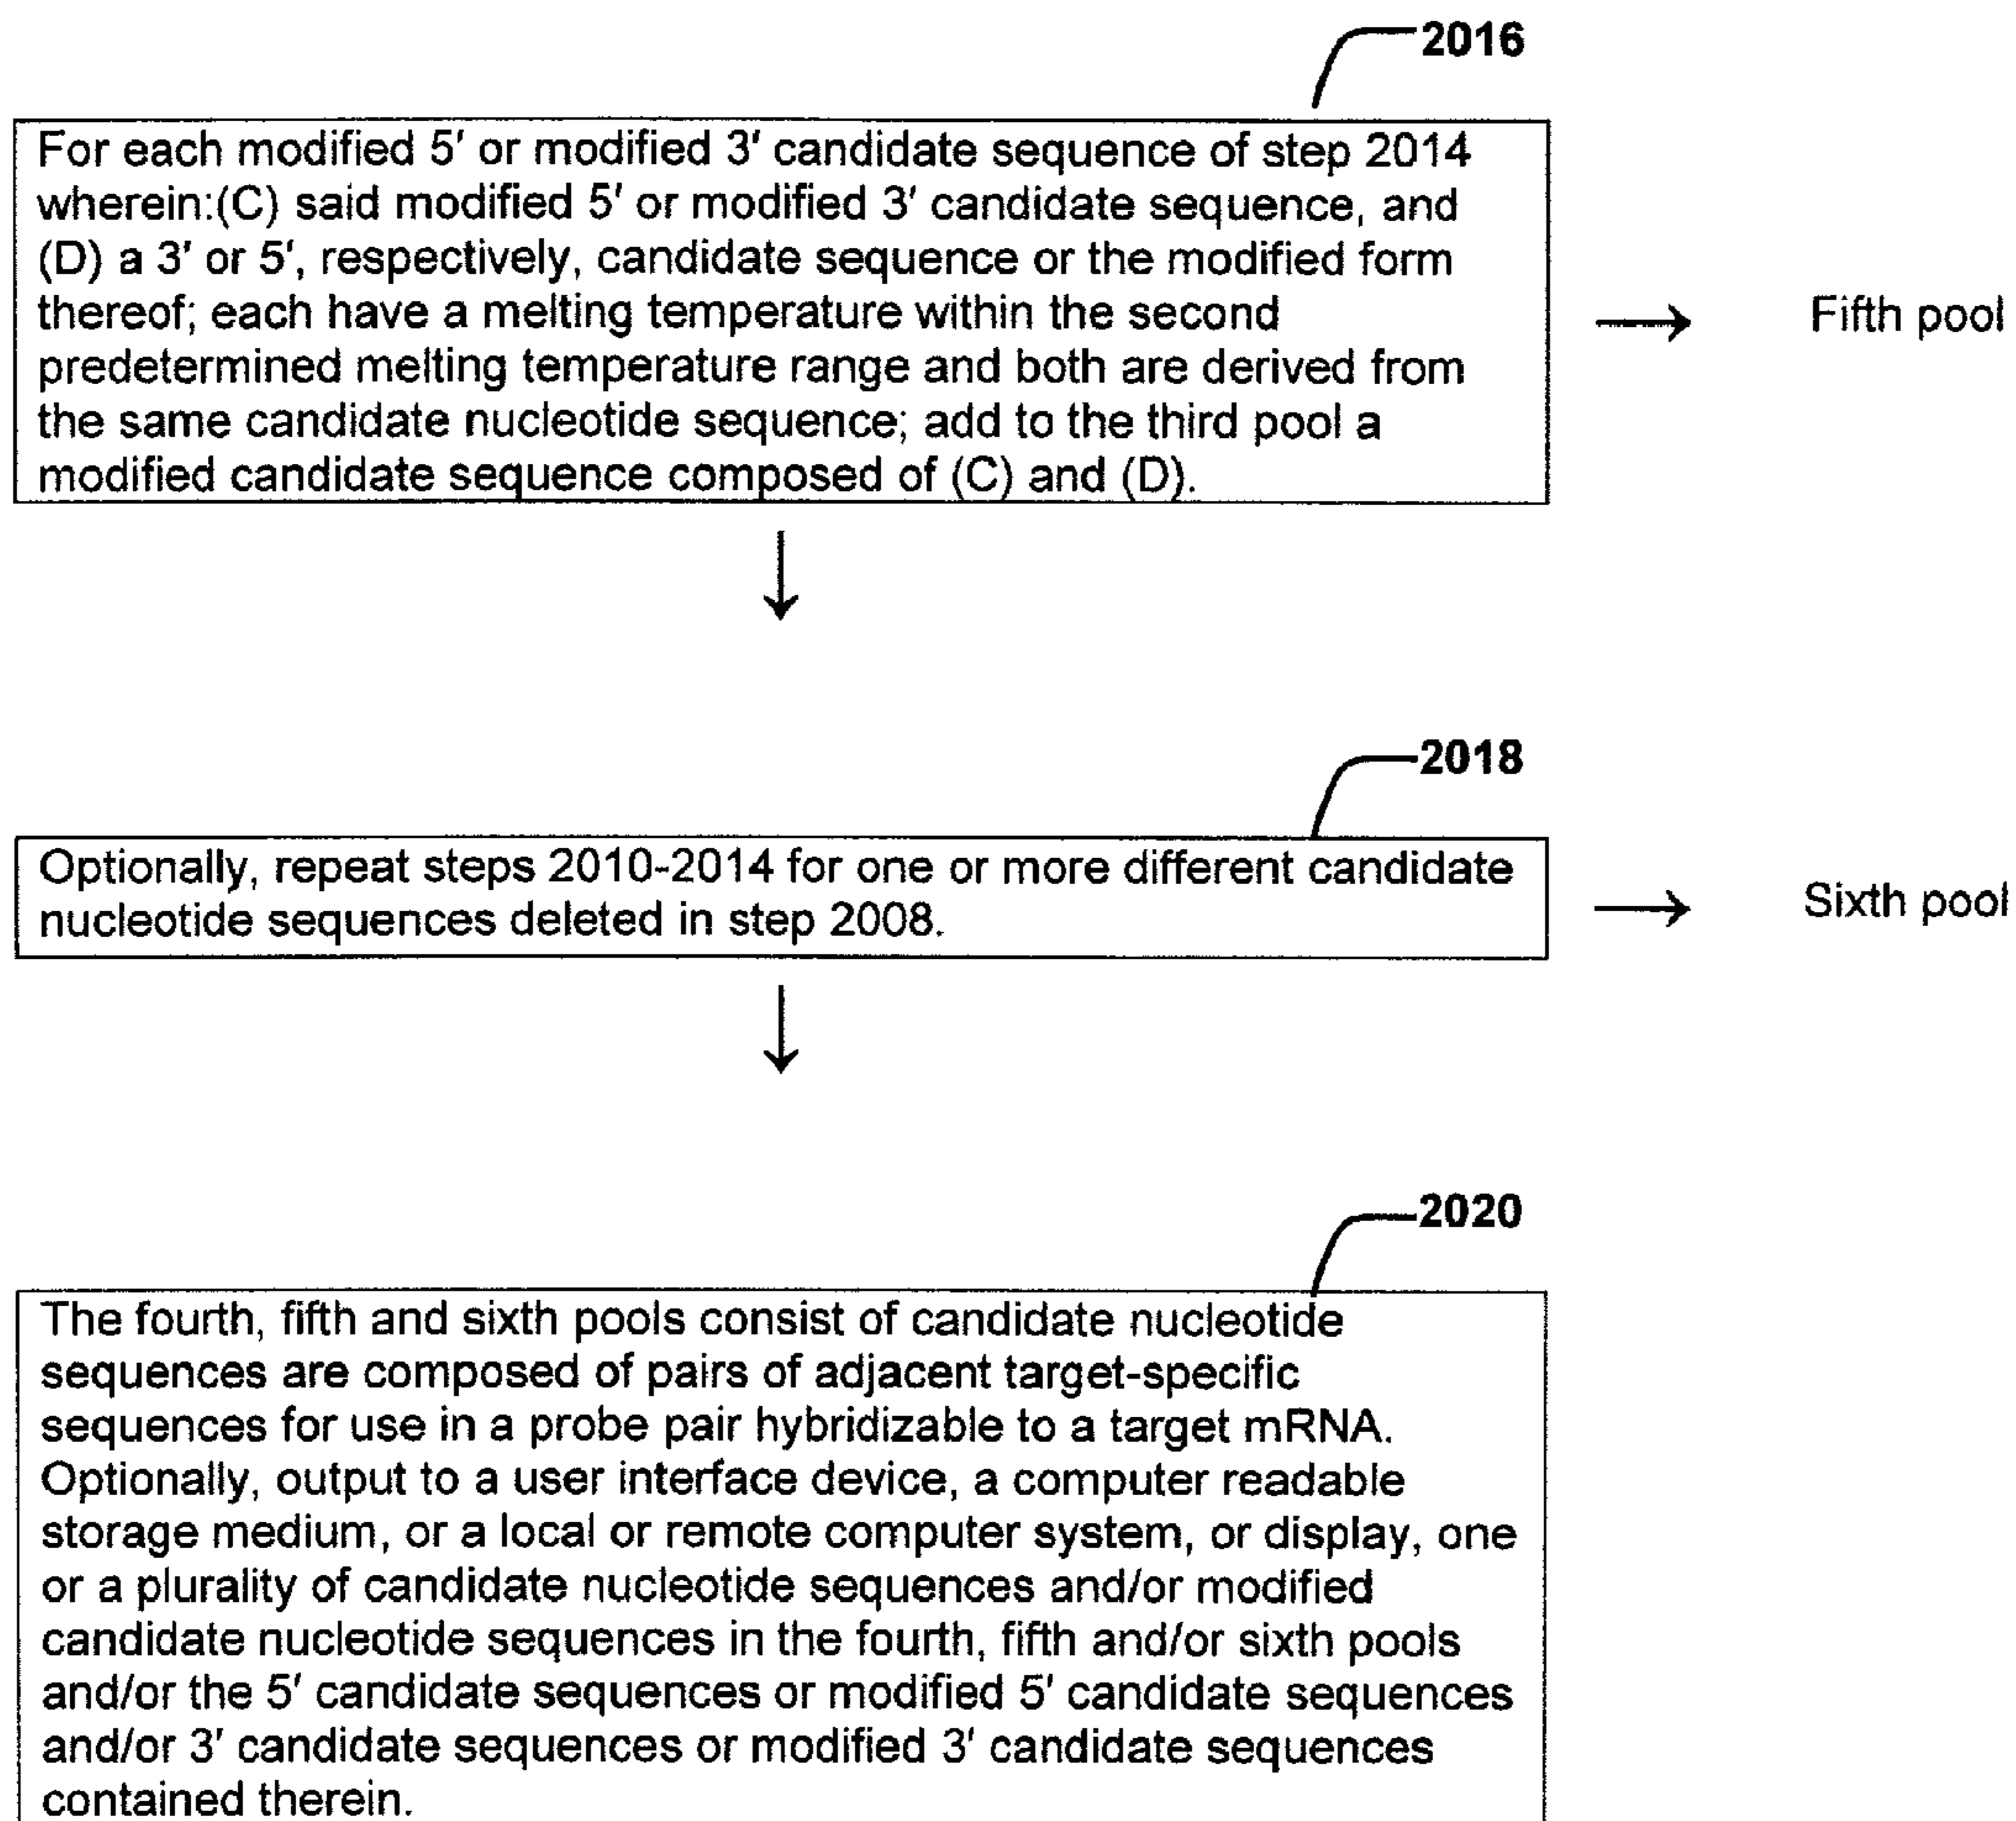 2016
For each modified 5′ or modified 3′ candidate sequence of step 2014
wherein:(C) said modified 5′ or modified 3′ candidate sequence, and
(D) a 3′ or 5′, respectively, candidate sequence or the modified form
thereof; each have a melting temperature within the second
predetermined melting temperature range and both are derived from
the same candidate nucleotide sequence; add to the third pool a
modified candidate sequence composed of (C) and (D).
Fifth pool
2018
Optionally, repeat steps 2010-2014 for one or more different candidate
nucleotide sequences deleted in step 2008.
Sixth pool
2020
The fourth, fifth and sixth pools consist of candidate nucleotide
sequences are composed of pairs of adjacent target-specific
sequences for use in a probe pair hybridizable to a target mRNA.
Optionally, output to a user interface device, a computer readable
storage medium, or a local or remote computer system, or display, one
or a plurality of candidate nucleotide sequences and/or modified
candidate nucleotide sequences in the fourth, fifth and/or sixth pools
and/or the 5′ candidate sequences or modified 5′ candidate sequences
and/or 3′ candidate sequences or modified 3′ candidate sequences
contained therein.